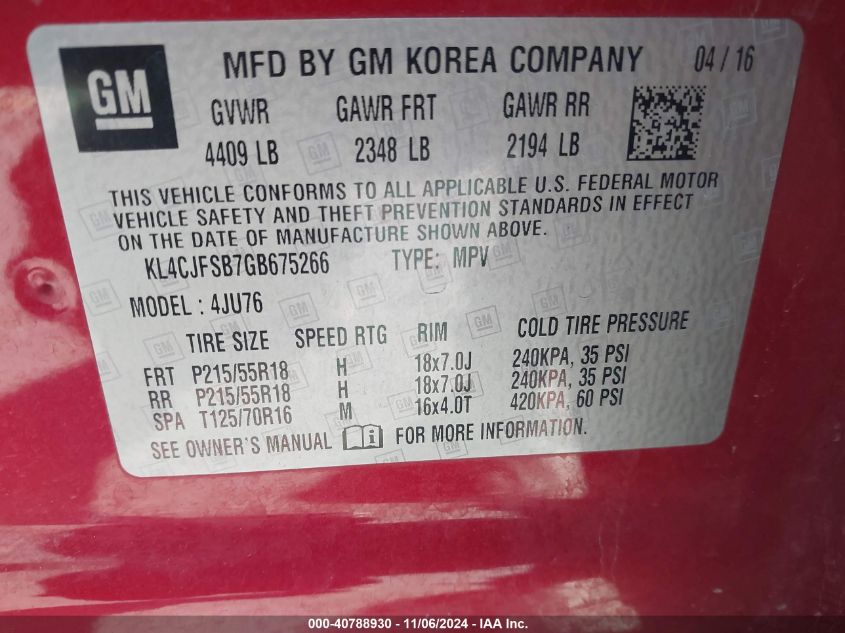 GM
MFD BY GM KOREA COMPANY 04 / 16
GVWR GAWR FRT GAWR RR
4409 LB 2348 LB 2194 LB
THIS VEHICLE CONFORMS TO ALL APPLICABLE U.S. FEDERAL MOTOR
VEHICLE SAFETY AND THEFT PREVENTION STANDARDS IN EFFECT
ON THE DATE OF MANUFACTURE SHOWN ABOVE.
KL4CJFSB7GB675266 TYPE: MPV
MODEL : 4JU76
TIRE SIZE SPEED RTG RIM COLD TIRE PRESSURE
FRT P215/55R18 H 18x7.0J 240KPA, 35 PSI
RR P215/55R18 H 18x7.0J 240KPA, 35 PSI
SPA T125/70R16 M 16x4.0T 420KPA, 60 PSI
SEE OWNER'S MANUAL FOR MORE INFORMATION.
000-40788930 - 11/06/2024 - IAA Inc.